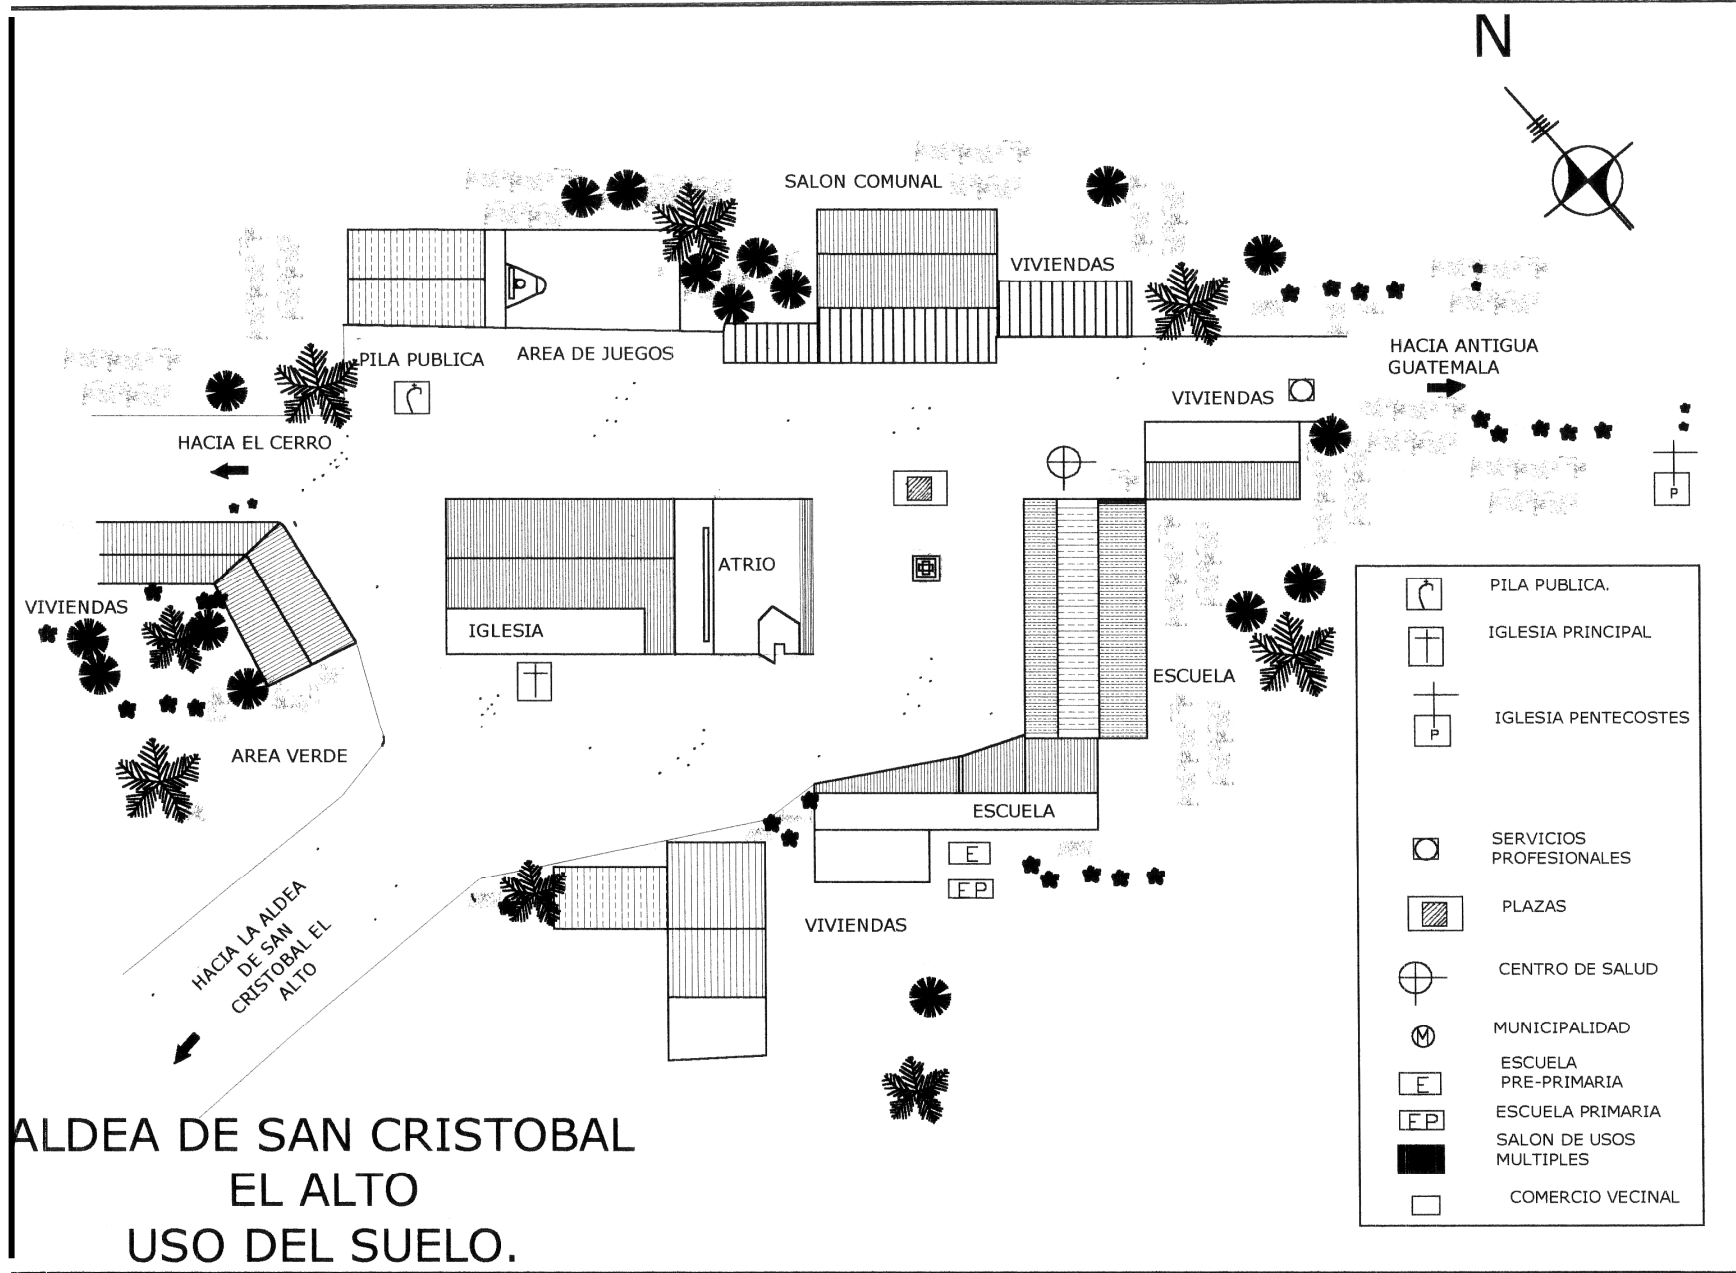 N
SALON COMUNAL
VIVIENDAS
PILA PUBLICA
AREA DE JUEGOS
HACIA ANTIGUA
GUATEMALA
VIVIENDAS
HACIA EL CERRO
P
ATRIO
VIVIENDAS
IGLESIA
ESCUELA
AREA VERDE
ESCUELA
E
EP
VIVIENDAS
HACIA LA ALDEA
DE SAN
CRISTOBAL EL
ALTO
PILA PUBLICA.
IGLESIA PRINCIPAL
P
IGLESIA PENTECOSTES
SERVICIOS
PROFESIONALES
PLAZAS
CENTRO DE SALUD
M
MUNICIPALIDAD
ESCUELA
PRE-PRIMARIA
E
ESCUELA PRIMARIA
EP
SALON DE USOS
MULTIPLES
COMERCIO VECINAL
ALDEA DE SAN CRISTOBAL
EL ALTO
USO DEL SUELO.